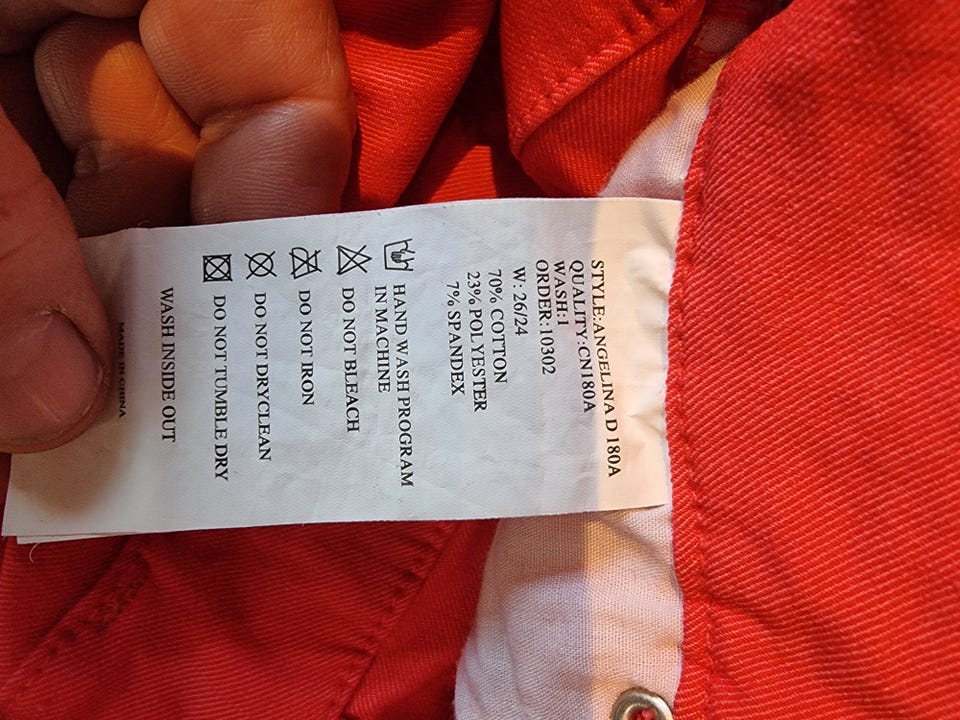 STYLE:ANGELINA D 180A
QUALITY:CN180A
WASH:1
ORDER:10302
W: 26/24
70% COTTON
23% POLYESTER
7% SPANDEX
HAND WASH PROGRAM
IN MACHINE
DO NOT BLEACH
DO NOT IRON
DO NOT DRYCLEAN
DO NOT TUMBLE DRY
WASH INSIDE OUT
MADE IN CHINA